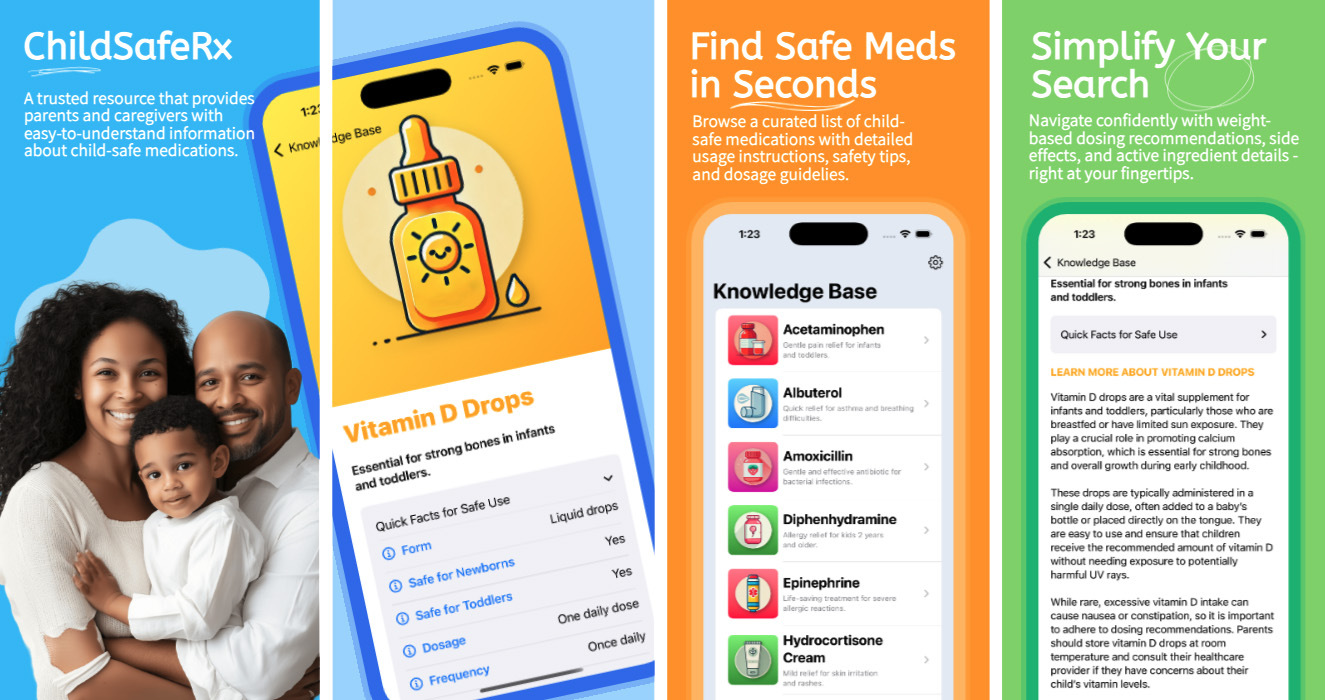 ChildSafeRx
A trusted resource that provides
parents and caregivers with
easy-to-understand information
about child-safe medications.
1:23
Knowledge Base
Vitamin D Drops
Essential for strong bones in infants
and toddlers.
Quick Facts for Safe Use
Form Liquid drops
Safe for Newborns Yes
Safe for Toddlers Yes
Dosage One daily dose
Frequency Once daily
Find Safe Meds
in Seconds
Browse a curated list of child-
safe medications with detailed
usage instructions, safety tips,
and dosage guidelies.
1:23
Knowledge Base
Acetaminophen
Gentle pain relief for infants
and toddlers.
Albuterol
Quick relief for asthma and breathing
difficulties.
Amoxicillin
Gentle and effective antibiotic for
bacterial infections.
Diphenhydramine
Allergy relief for kids 2 years
and older.
Epinephrine
Life-saving treatment for severe
allergic reactions.
Hydrocortisone
Cream
Mild relief for skin irritation
and rashes.
Simplify Your
Search
Navigate confidently with weight-
based dosing recommendations, side
effects, and active ingredient details -
right at your fingertips.
1:23
Knowledge Base
Essential for strong bones in infants
and toddlers.
Quick Facts for Safe Use
LEARN MORE ABOUT VITAMIN D DROPS
Vitamin D drops are a vital supplement for
infants and toddlers, particularly those who are
breastfed or have limited sun exposure. They
play a crucial role in promoting calcium
absorption, which is essential for strong bones
and overall growth during early childhood.
These drops are typically administered in a
single daily dose, often added to a baby's
bottle or placed directly on the tongue. They
are easy to use and ensure that children
receive the recommended amount of vitamin D
without needing exposure to potentially
harmful UV rays.
While rare, excessive vitamin D intake can
cause nausea or constipation, so it is important
to adhere to dosing recommendations. Parents
should store vitamin D drops at room
temperature and consult their healthcare
provider if they have concerns about their
child's vitamin levels.